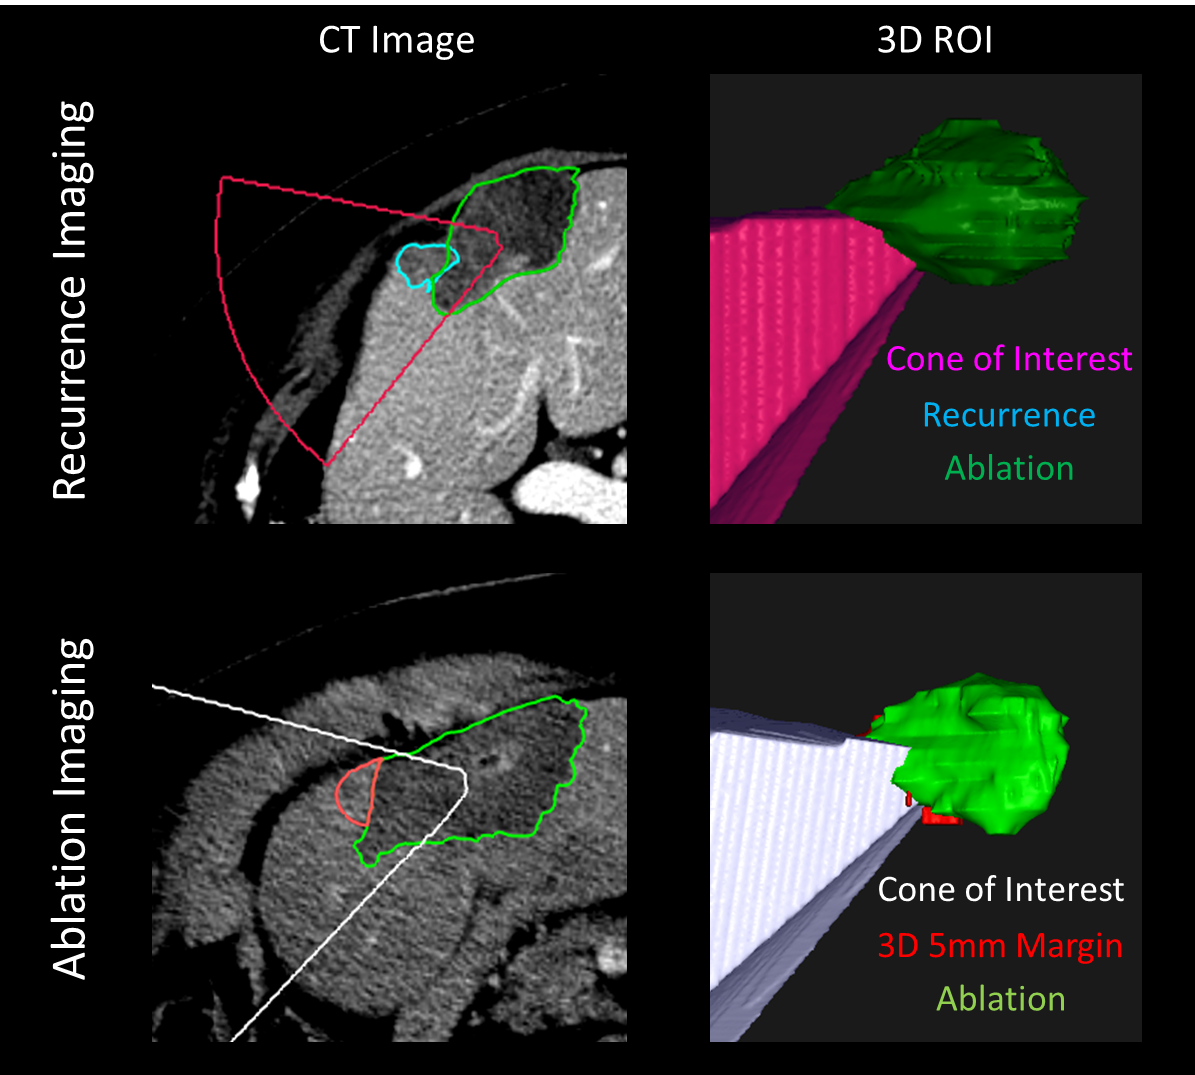 CT Image
3D ROI
Recurrence Imaging
Cone of Interest
Recurrence
Ablation
Ablation Imaging
Cone of Interest
3D 5mm Margin
Ablation